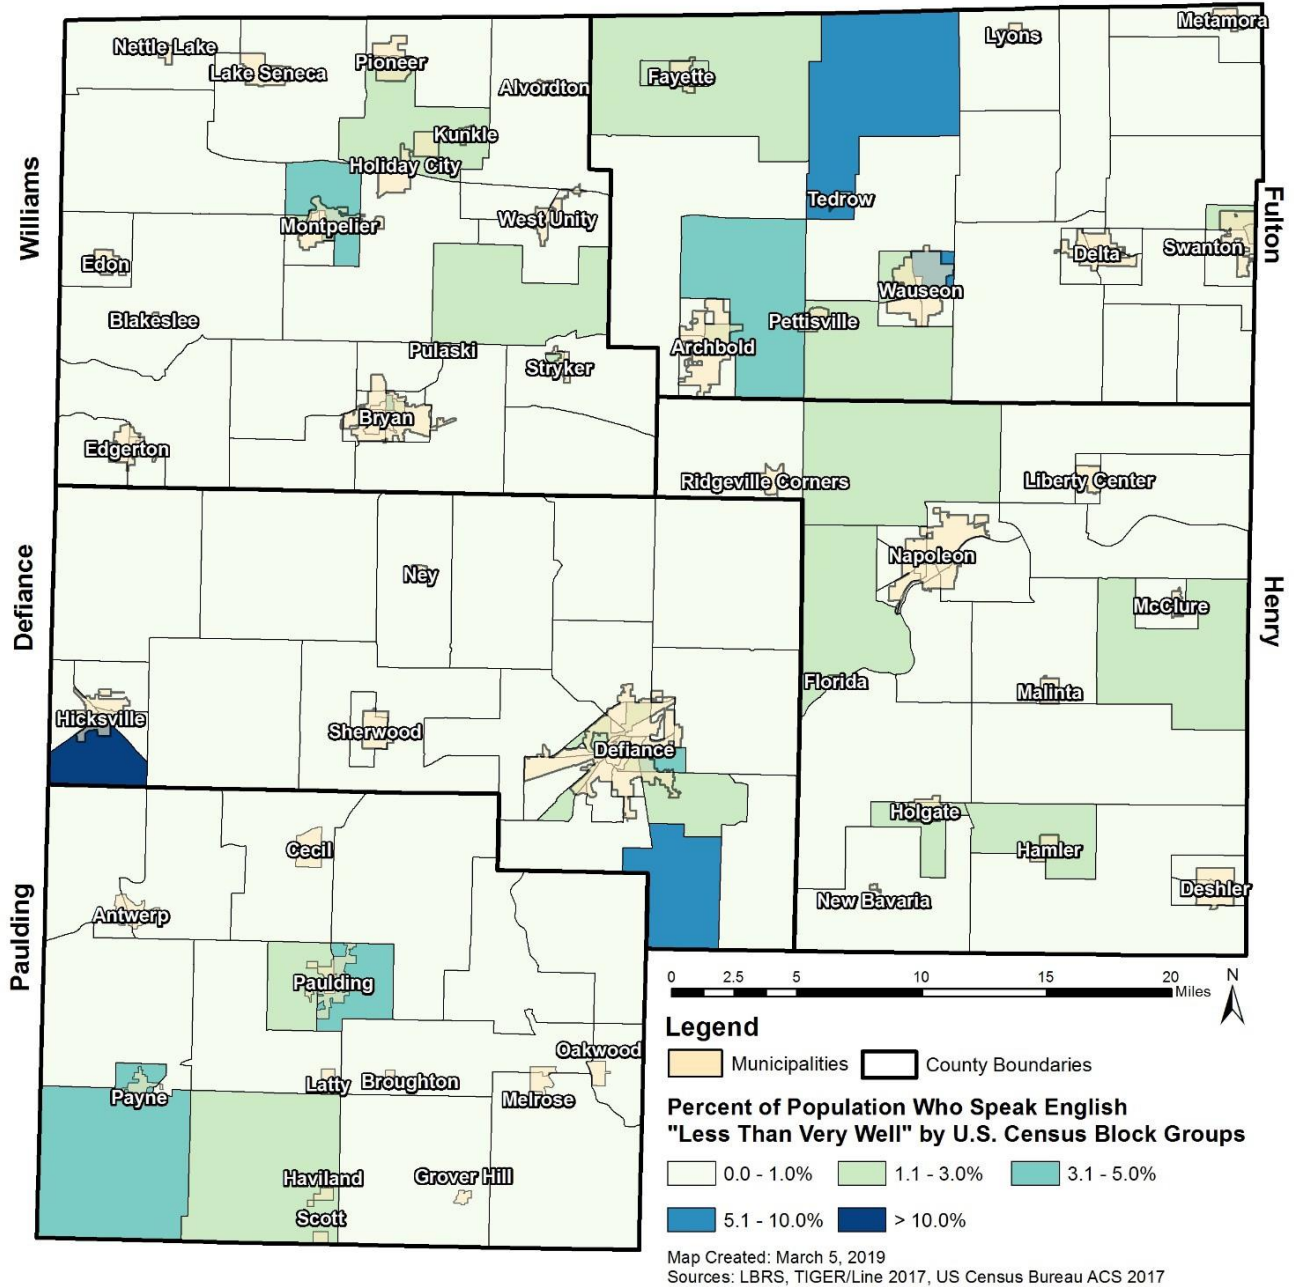 Nettle Lake
Lake Seneca
Pioneer
Alvordton
Fayette
Lyons
Metamora
Kunkle
Holiday City
Williams
Montpelier
West Unity
Tedrow
Fulton
Edon
Delta
Swanton
Wauseon
Blakeslee
Pettisville
Pulaski
Archbold
Stryker
Bryan
Edgerton
Ridgeville Corners
Liberty Center
Napoleon
Ney
Defiance
Henry
McClure
Florida
Malinta
Hicksville
Sherwood
Defiance
Holgate
Cecil
Hamler
Deshler
New Bavaria
Antwerp
Paulding
Paulding
0 2.5 5 10 15 20
Miles
N
Legend
Municipalities
County Boundaries
Oakwood
Latty
Broughton
Melrose
Payne
Percent of Population Who Speak English
"Less Than Very Well" by U.S. Census Block Groups
0.0 - 1.0%
1.1 - 3.0%
3.1 - 5.0%
Haviland
Grover Hill
Scott
5.1 - 10.0%
> 10.0%
Map Created: March 5, 2019
Sources: LBRS, TIGER/Line 2017, US Census Bureau ACS 2017